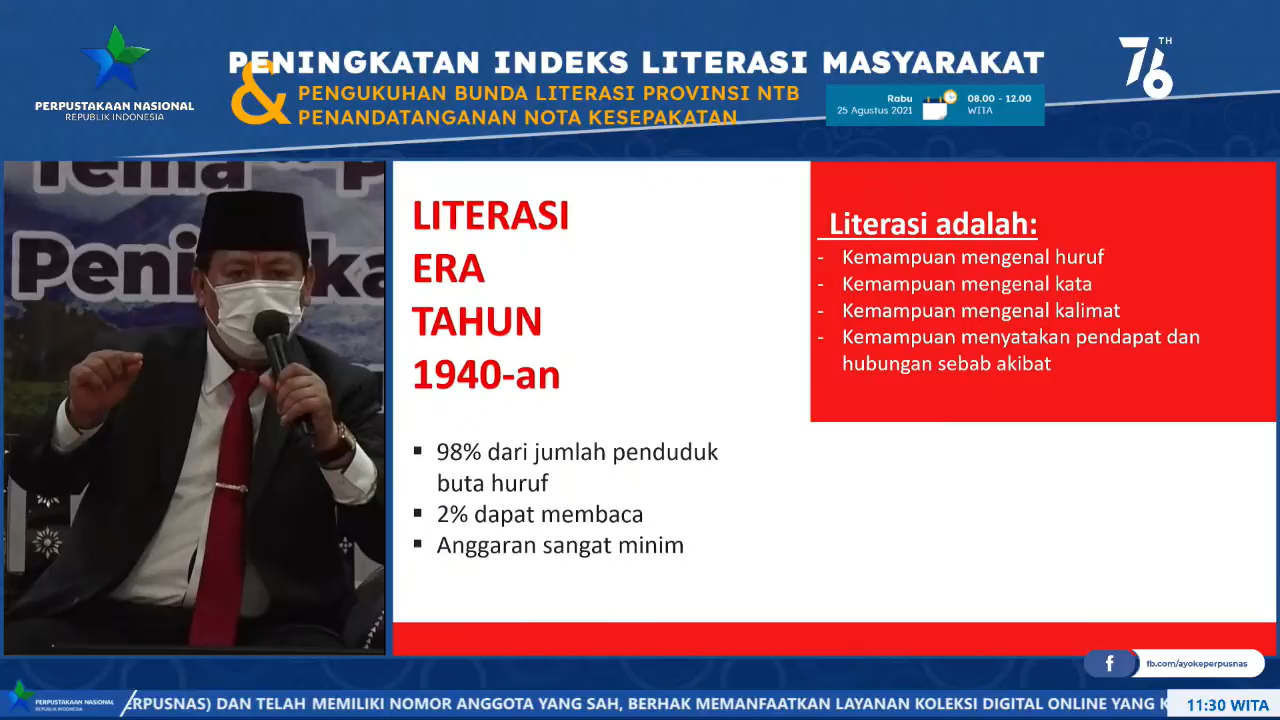 PERPUSTAKAAN NASIONAL
REPUBLIK INDONESIA
PENINGKATAN INDEKS LITERASI MASYARAKAT
& PENGUKUHAN BUNDA LITERASI PROVINSI NTB
PENANDATANGANAN NOTA KESEPAKATAN
Rabu
25 Agustus 2021
08.00 - 12.00
WITA
76 TH
Tema
Peni
ka
LITERASI
ERA
TAHUN
1940-an
▪ 98% dari jumlah penduduk
buta huruf
▪ 2% dapat membaca
▪ Anggaran sangat minim
Literasi adalah:
- Kemampuan mengenal huruf
- Kemampuan mengenal kata
- Kemampuan mengenal kalimat
- Kemampuan menyatakan pendapat dan
hubungan sebab akibat
f fb.com/ayokeperpusnas
PERPUSTAKAAN NASIONAL
REPUBLIK INDONESIA
ERPUSNAS) DAN TELAH MEMILIKI NOMOR ANGGOTA YANG SAH, BERHAK MEMANFAATKAN LAYANAN KOLEKSI DIGITAL ONLINE YANG K
11:30 WITA